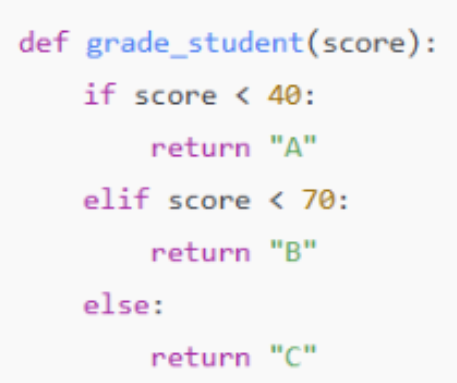 def grade_student(score):
    if score < 40:
        return "A"
    elif score < 70:
        return "B"
    else:
        return "C"